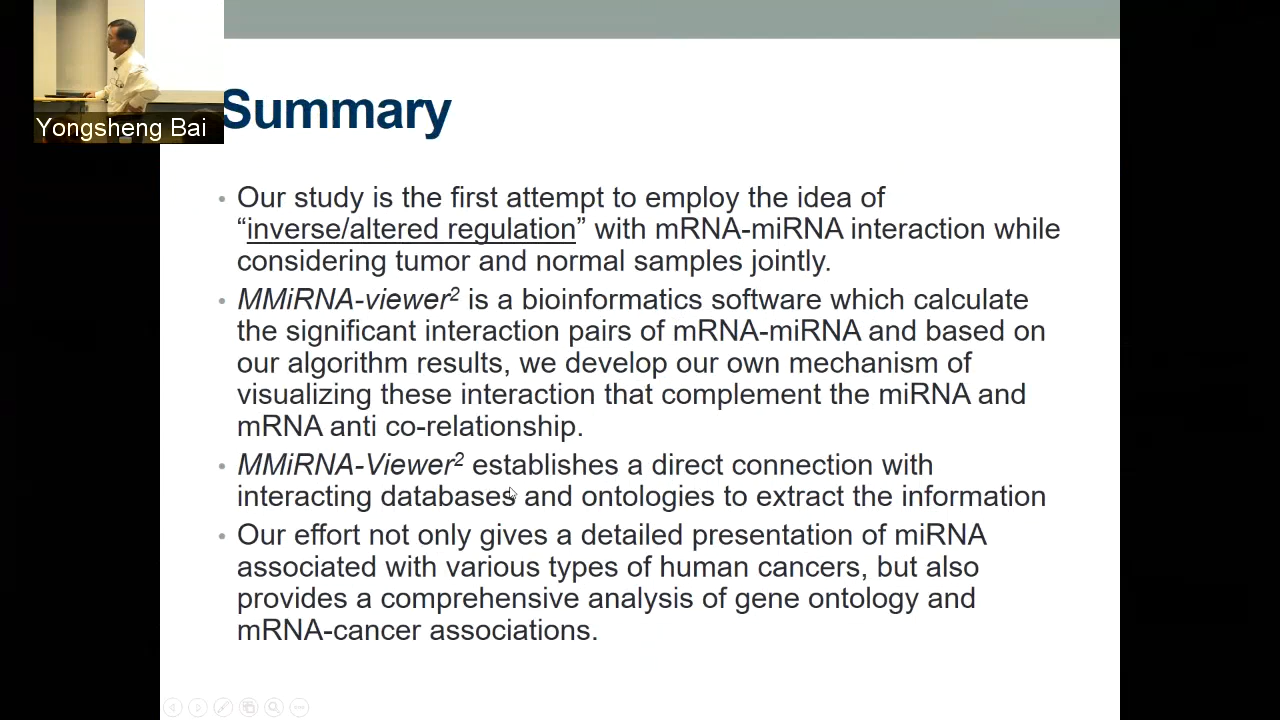 Yongsheng Bai
Summary
• Our study is the first attempt to employ the idea of
“inverse/altered regulation” with mRNA-miRNA interaction while
considering tumor and normal samples jointly.
• MMiRNA-viewer² is a bioinformatics software which calculate
the significant interaction pairs of mRNA-miRNA and based on
our algorithm results, we develop our own mechanism of
visualizing these interaction that complement the miRNA and
mRNA anti co-relationship.
• MMiRNA-Viewer² establishes a direct connection with
interacting databases and ontologies to extract the information
• Our effort not only gives a detailed presentation of miRNA
associated with various types of human cancers, but also
provides a comprehensive analysis of gene ontology and
mRNA-cancer associations.